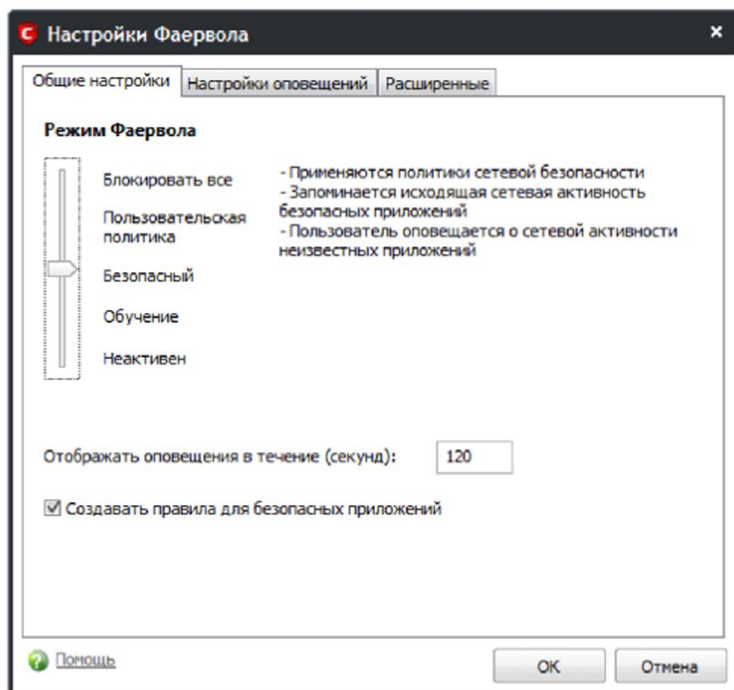 Настройки Фаервола
Общие настройки
Настройки оповещений
Расширенные
Режим Фаервола
Блокировать все
Пользовательская
политика
Безопасный
Обучение
Неактивен
- Применяются политики сетевой безопасности
- Запоминается исходящая сетевая активность
безопасных приложений
- Пользователь оповещается о сетевой активности
неизвестных приложений
Отображать оповещения в течение (секунд):
120
Создавать правила для безопасных приложений
Помощь
OK
Отмена